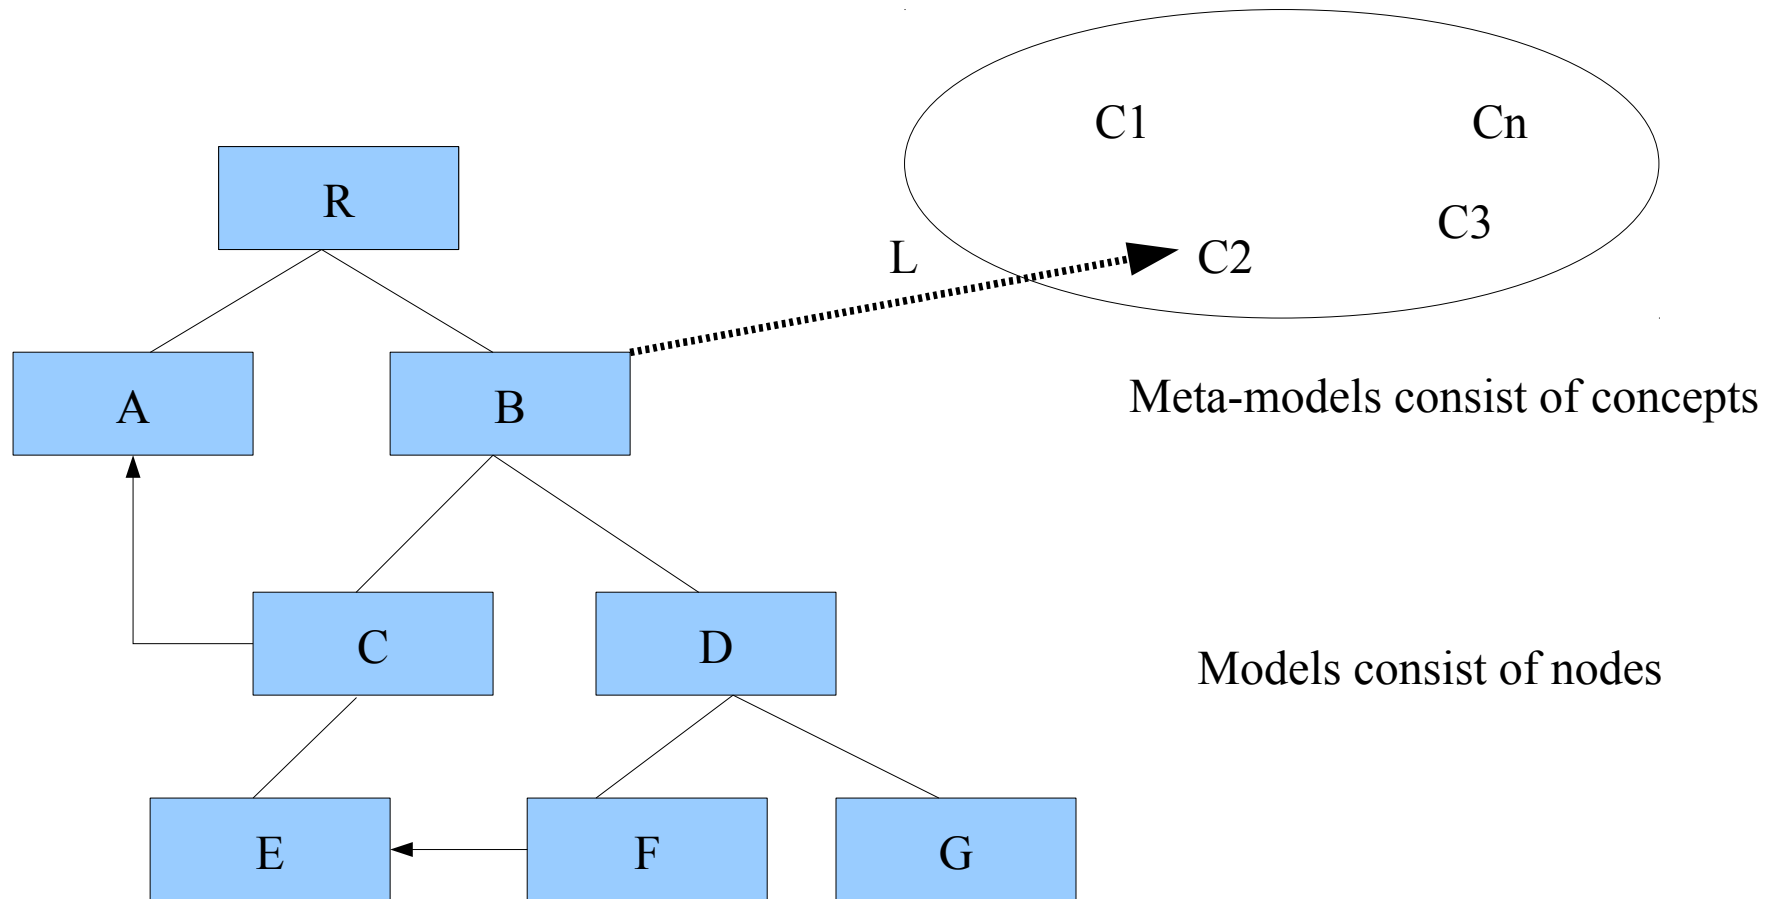 C1
Cn
R
C3
L
C2
A
B
Meta-models consist of concepts
C
D
Models consist of nodes
E
F
G